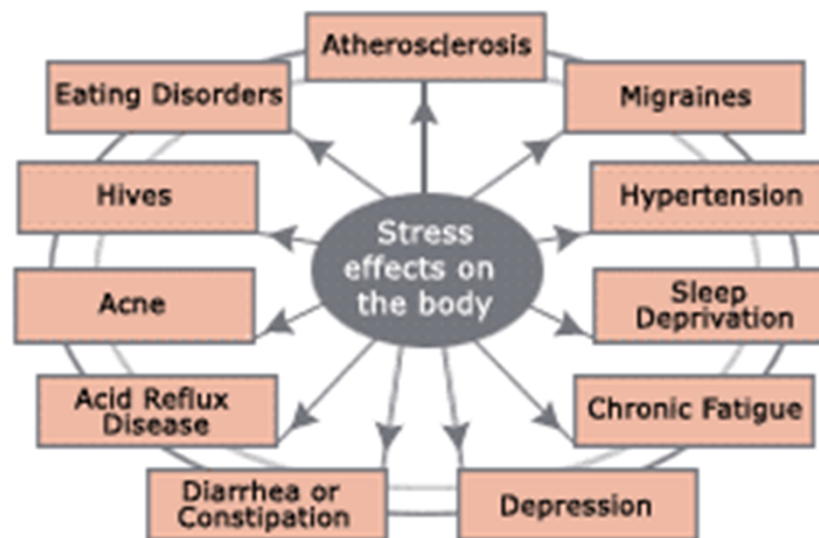 Atherosclerosis
Eating Disorders
Migraines
Hives
Hypertension
Stress
effects on
the body
Acne
Sleep
Deprivation
Acid Reflux
Disease
Chronic Fatigue
Diarrhea or
Constipation
Depression